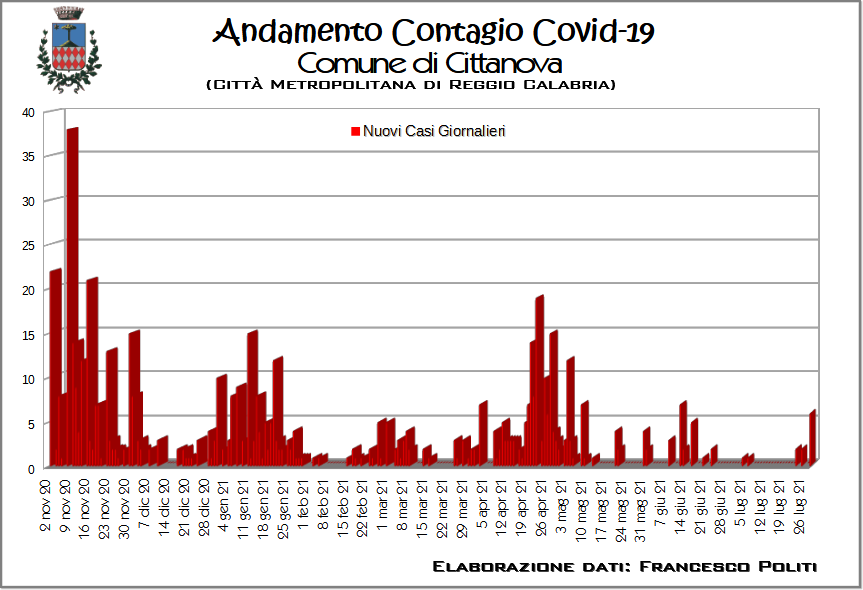 Andamento Contagio Covid-19
Comune di Cittanova
(Città Metropolitana di Reggio Calabria)
Nuovi Casi Giornalieri
40
35
30
25
20
15
10
5
0
2 nov 20
9 nov 20
16 nov 20
23 nov 20
30 nov 20
7 dic 20
14 dic 20
21 dic 20
28 dic 20
4 gen 21
11 gen 21
18 gen 21
25 gen 21
1 feb 21
8 feb 21
15 feb 21
22 feb 21
1 mar 21
8 mar 21
15 mar 21
22 mar 21
29 mar 21
5 apr 21
12 apr 21
19 apr 21
26 apr 21
3 mag 21
10 mag 21
17 mag 21
24 mag 21
31 mag 21
7 giu 21
14 giu 21
21 giu 21
28 giu 21
5 lug 21
12 lug 21
19 lug 21
26 lug 21
Elaborazione dati: Francesco Politi